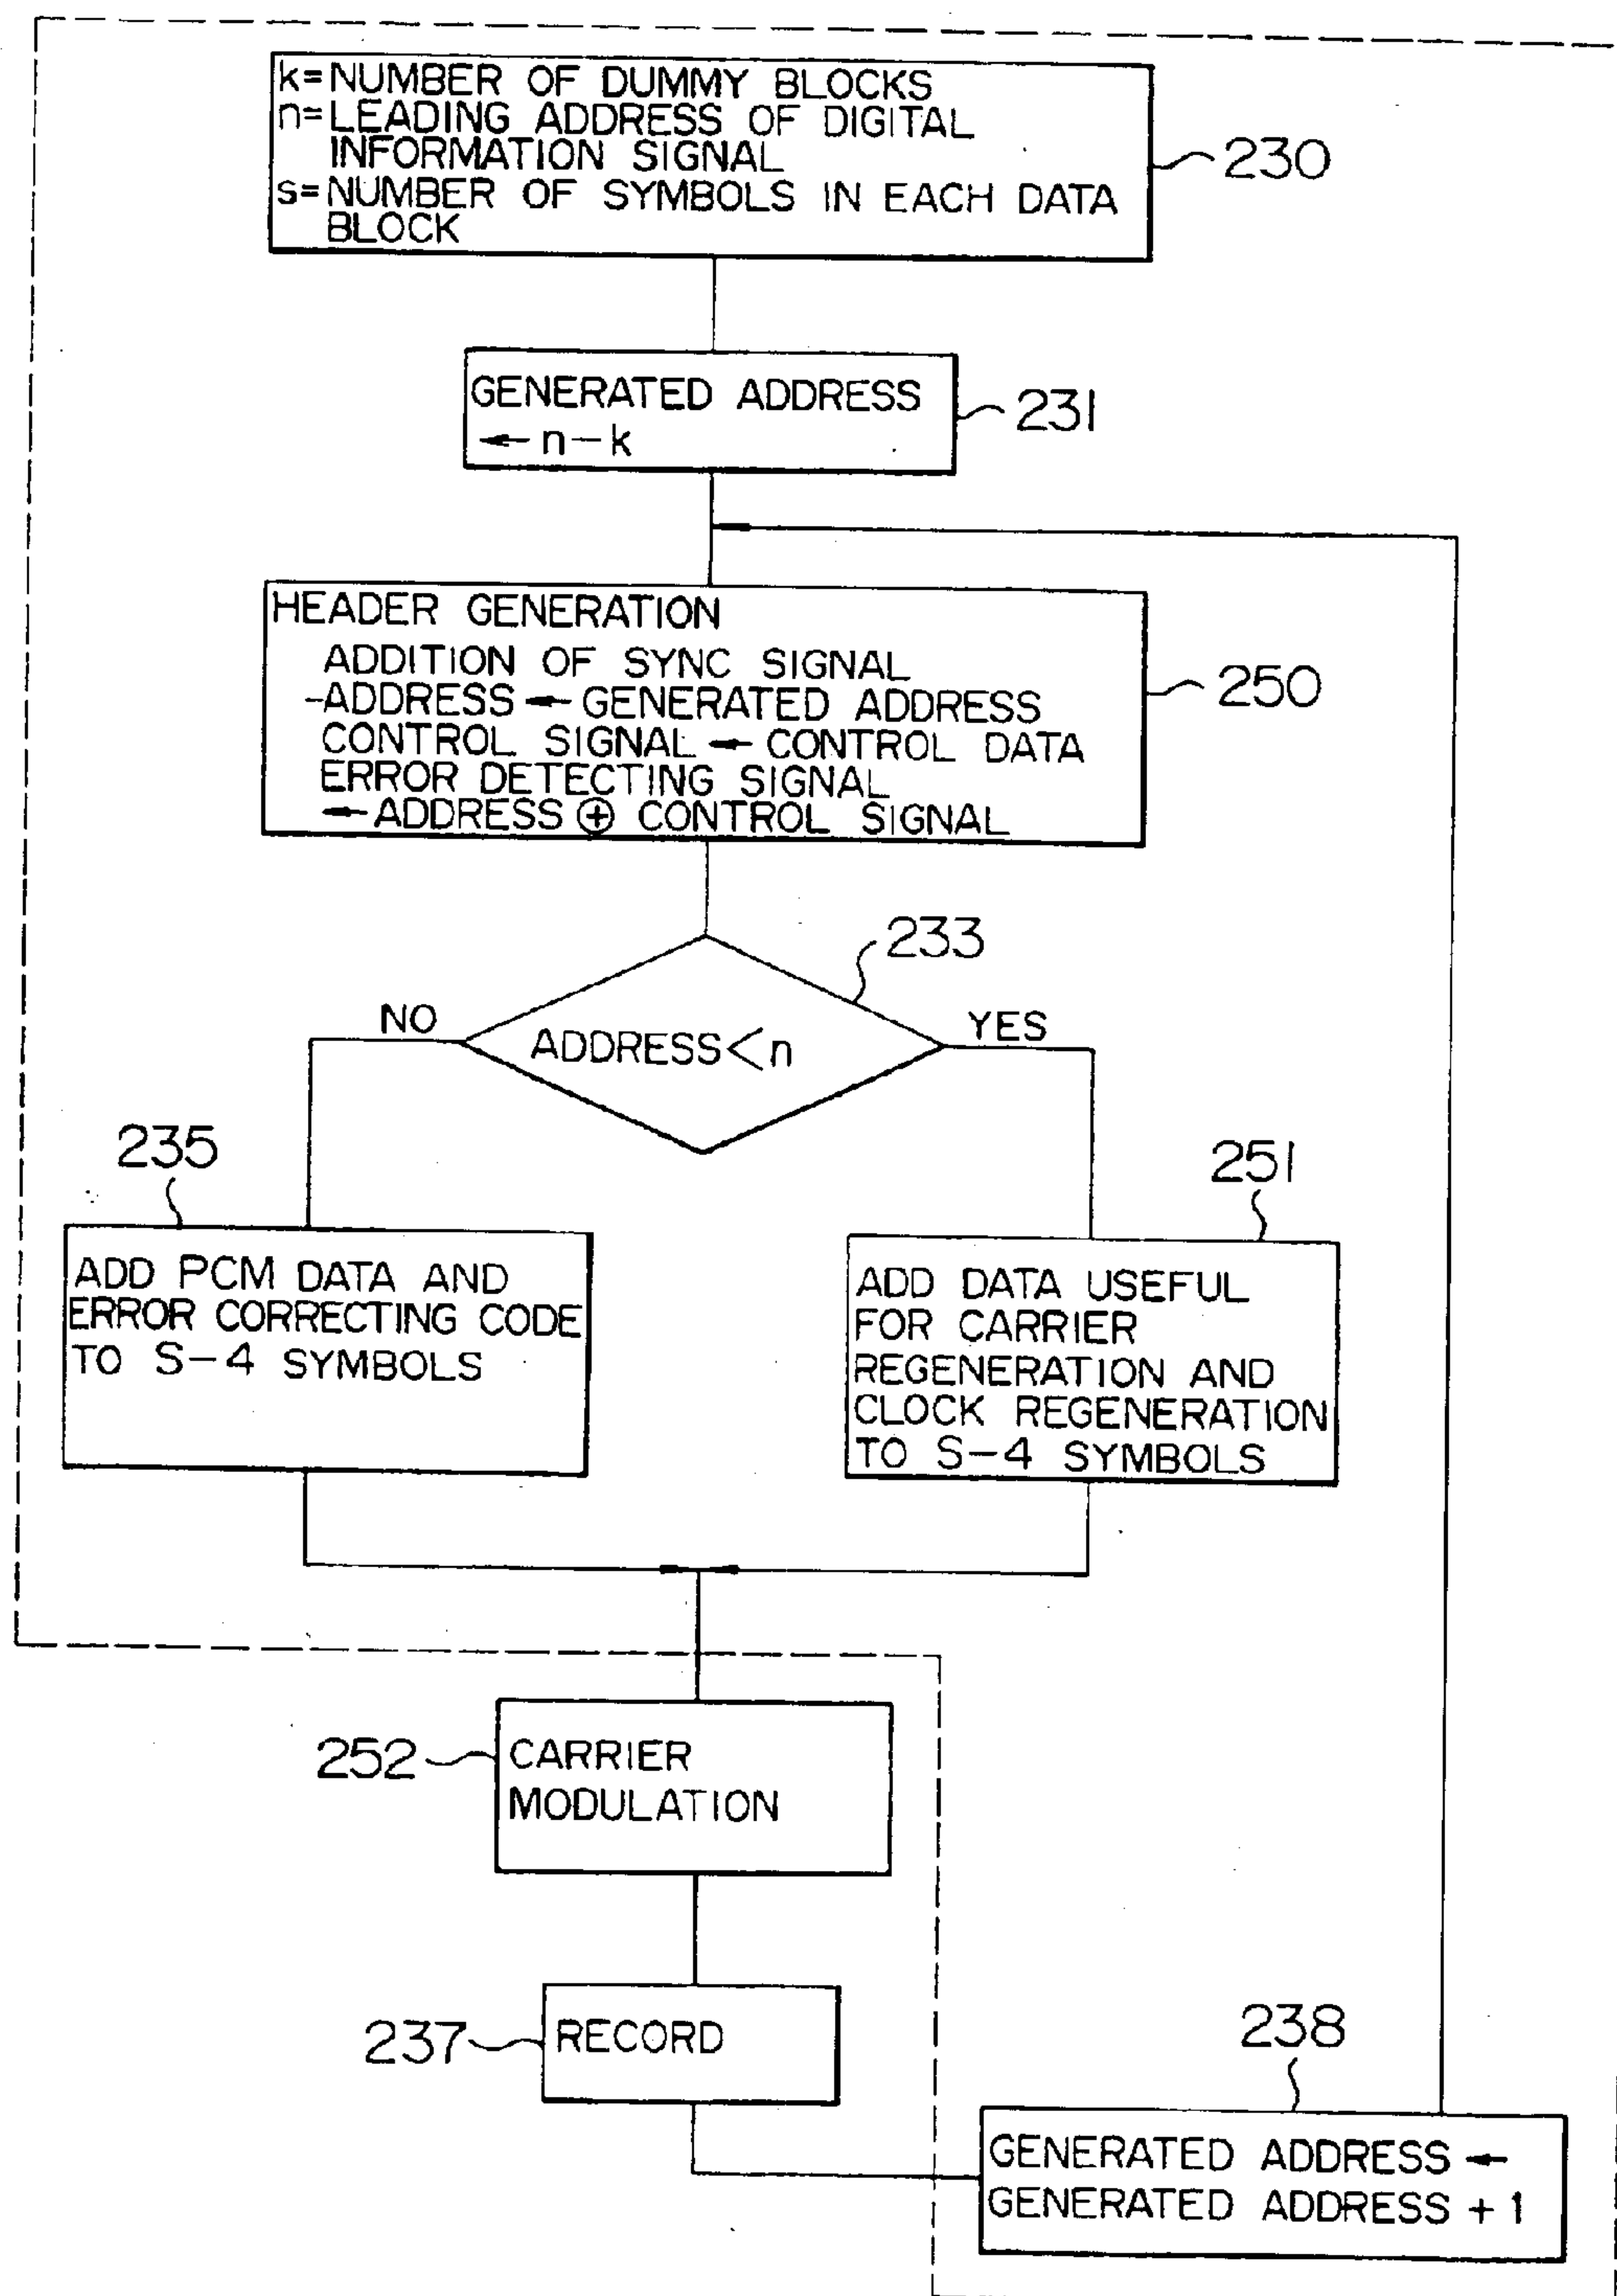 k=NUMBER OF DUMMY BLOCKS
n=LEADING ADDRESS OF DIGITAL
INFORMATION SIGNAL
s=NUMBER OF SYMBOLS IN EACH DATA
BLOCK
230
GENERATED ADDRESS
← n-k
231
HEADER GENERATION
ADDITION OF SYNC SIGNAL
-ADDRESS ← GENERATED ADDRESS
CONTROL SIGNAL ← CONTROL DATA
ERROR DETECTING SIGNAL
← ADDRESS ⊕ CONTROL SIGNAL
250
233
NO
ADDRESS<n
YES
235
ADD PCM DATA AND
ERROR CORRECTING CODE
TO S-4 SYMBOLS
251
ADD DATA USEFUL
FOR CARRIER
REGENERATION AND
CLOCK REGENERATION
TO S-4 SYMBOLS
252
CARRIER
MODULATION
237
RECORD
238
GENERATED ADDRESS ←
GENERATED ADDRESS + 1